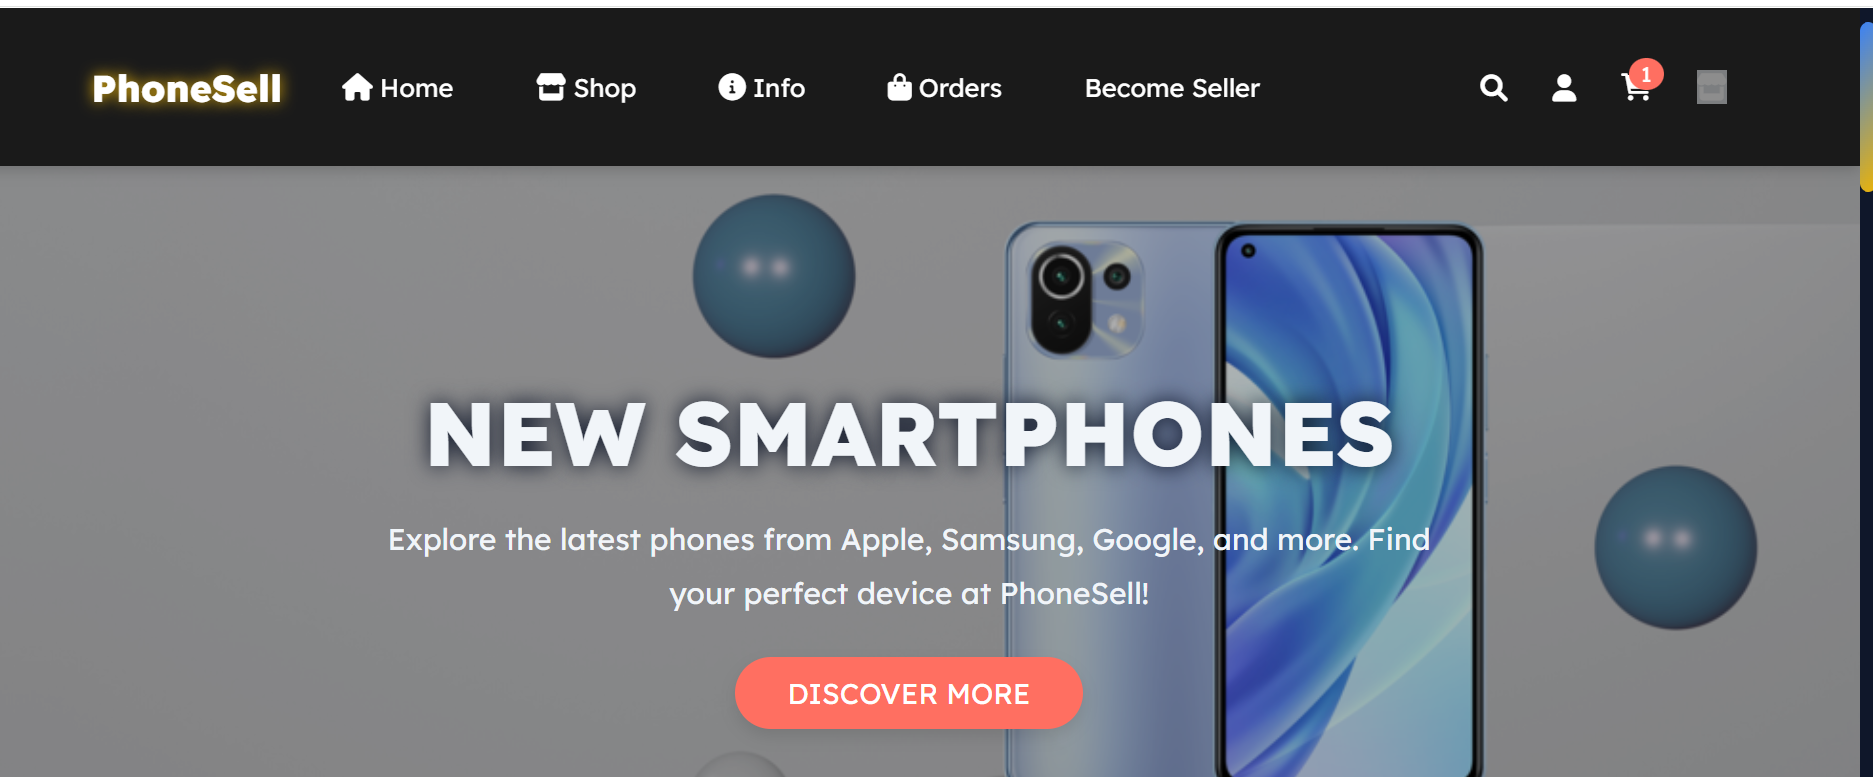 PhoneSell
Home
Shop
Info
Orders
Become Seller
1
NEW SMARTPHONES
Explore the latest phones from Apple, Samsung, Google, and more. Find
your perfect device at PhoneSell!
DISCOVER MORE